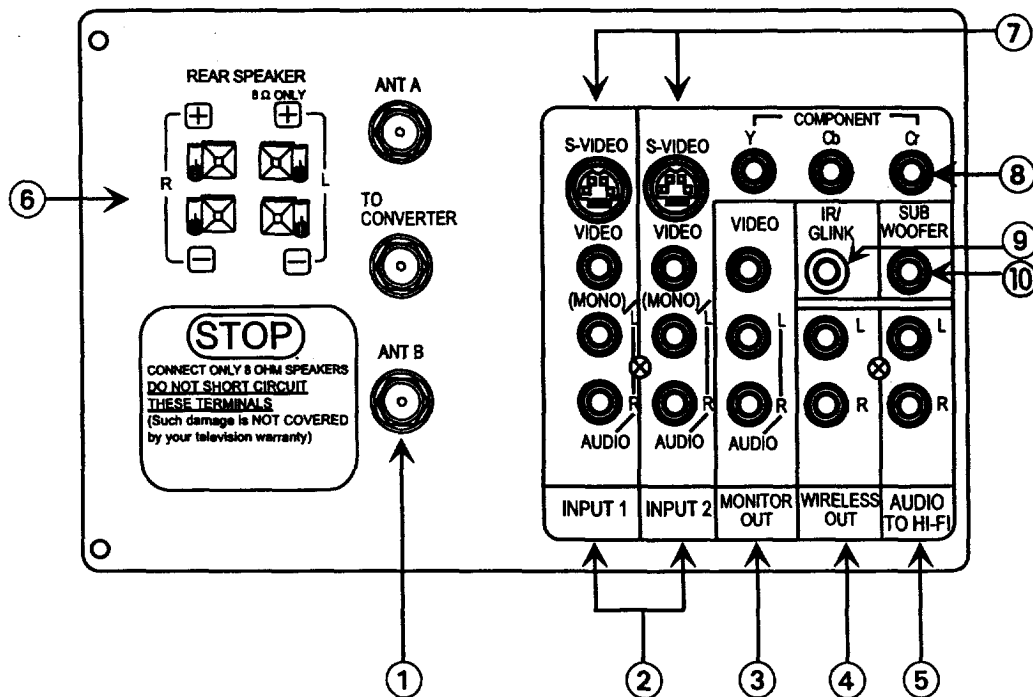 REAR SPEAKER
8 Ω ONLY
+ +
R L
− −
STOP
CONNECT ONLY 8 OHM SPEAKERS
DO NOT SHORT CIRCUIT
THESE TERMINALS
(Such damage is NOT COVERED
by your television warranty)
ANT A
TO
CONVERTER
ANT B
S-VIDEO S-VIDEO
COMPONENT
Y Cb Cr
VIDEO VIDEO VIDEO
IR/
GLINK
SUB
WOOFER
(MONO) (MONO)
L L L L L
R R R R R
AUDIO AUDIO AUDIO
INPUT 1
INPUT 2
MONITOR
OUT
WIRELESS
OUT
AUDIO
TO HI-FI
7
6
8
9
10
1
2
3
4
5